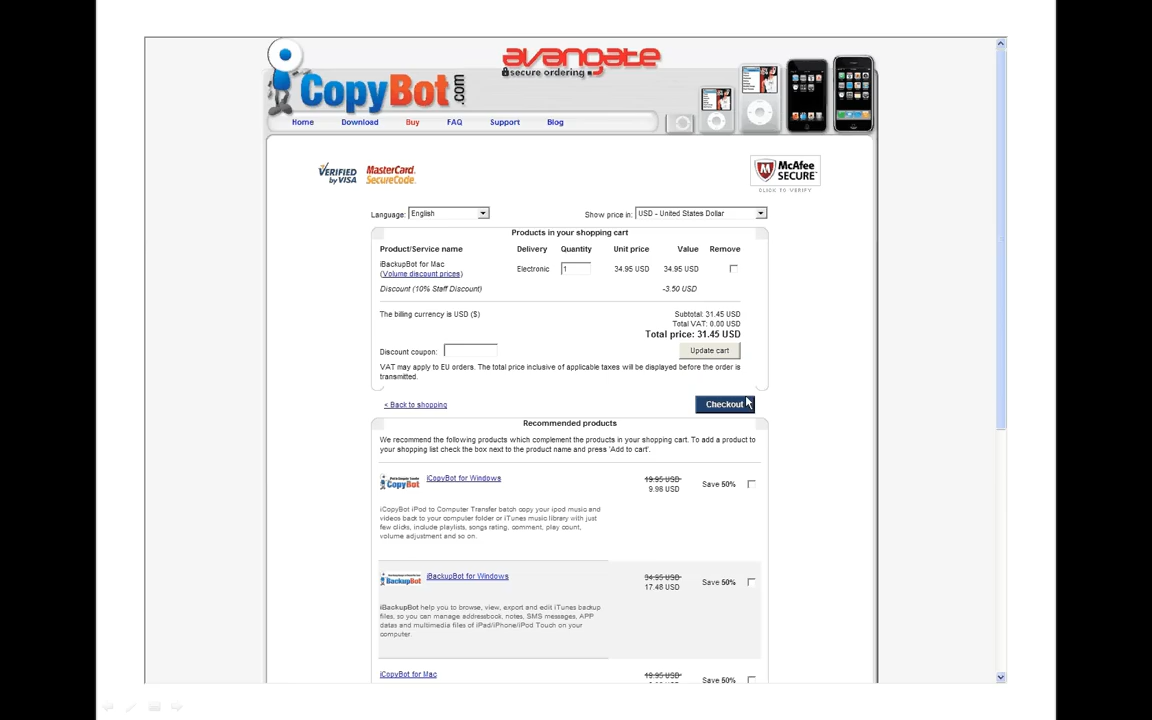 avangate
secure ordering
CopyBot.com
Home Download Buy FAQ Support Blog
VERIFIED by VISA MasterCard. SecureCode.
McAfee SECURE
CLICK TO VERIFY
Language: English Show price in: USD - United States Dollar
Products in your shopping cart
Product/Service name Delivery Quantity Unit price Value Remove
iBackupBot for Mac
(Volume discount prices) Electronic 1 34.95 USD 34.95 USD
Discount (10% Staff Discount) -3.50 USD
The billing currency is USD ($) Subtotal: 31.45 USD
Total VAT: 0.00 USD
Total price: 31.45 USD
Discount coupon: Update cart
VAT may apply to EU orders. The total price inclusive of applicable taxes will be displayed before the order is
transmitted.
< Back to shopping Checkout
Recommended products
We recommend the following products which complement the products in your shopping cart. To add a product to
your shopping list check the box next to the product name and press 'Add to cart'.
CopyBot iCopyBot for Windows 19.95 USD
9.98 USD Save 50%
iCopyBot iPod to Computer Transfer batch copy your ipod music and
videos back to your computer folder or iTunes music library with just
few clicks, include playlists, songs rating, comment, play count,
volume adjustment and so on.
BackupBot iBackupBot for Windows 34.95 USD
17.48 USD Save 50%
iBackupBot help you to browse, view, export and edit iTunes backup
files, so you can manage addressbook, notes, SMS messages, APP
datas and multimedia files of iPad/iPhone/iPod Touch on your
computer.
iCopyBot for Mac 19.95 USD Save 50%